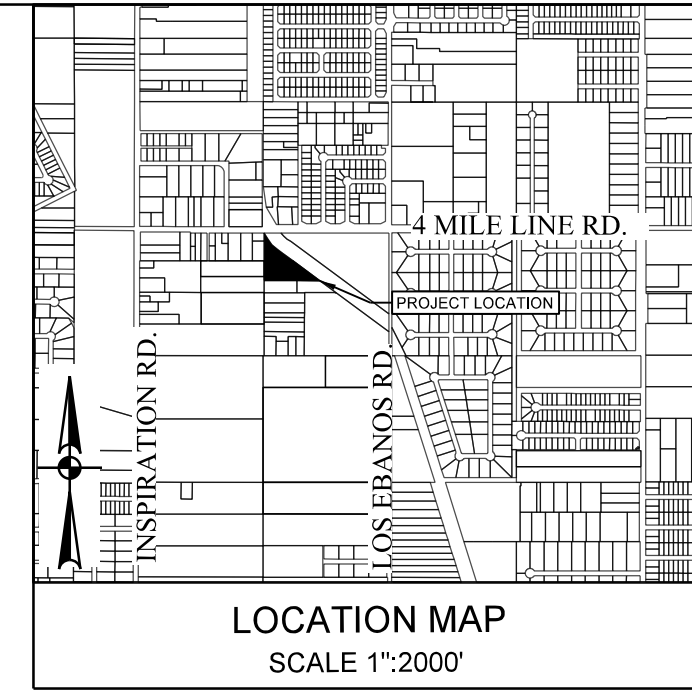 4 MILE LINE RD.
PROJECT LOCATION
INSPIRATION RD.
LOS EBANOS RD.
LOCATION MAP
SCALE 1":2000'